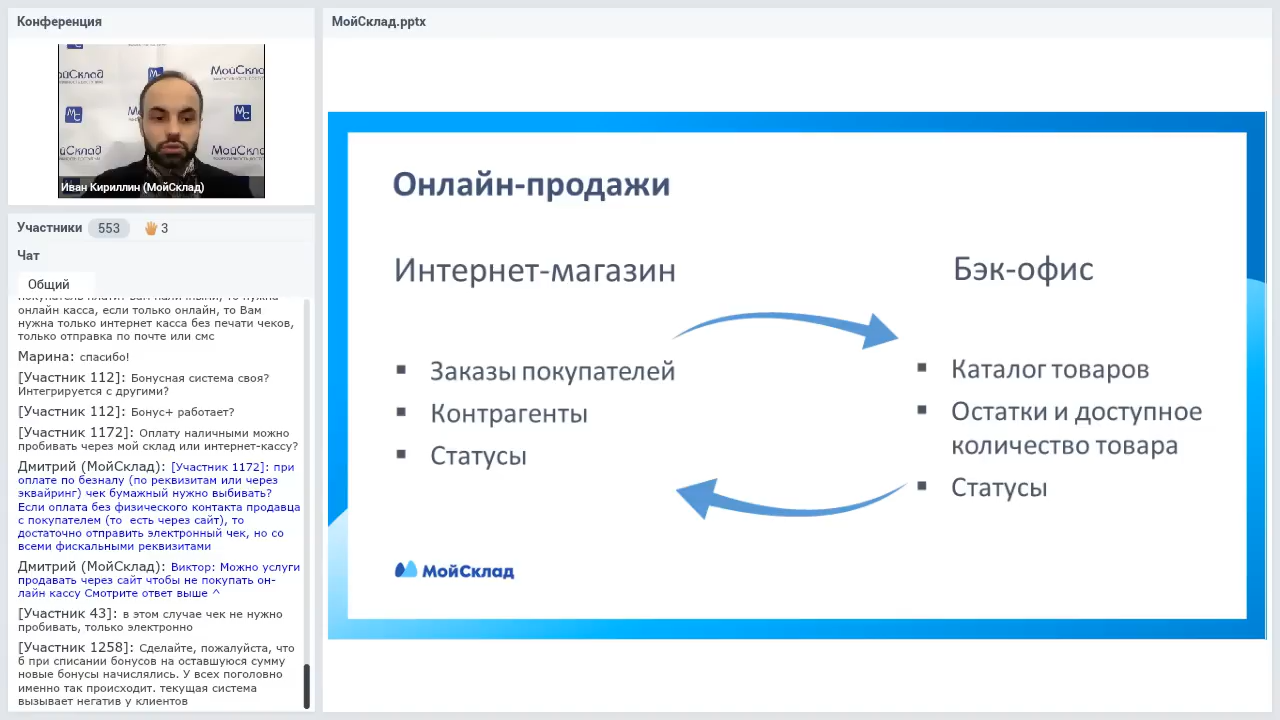 Конференция
МойСклад
МойСклад
МС
МС
МойСклад
МойСклад
Иван Кириллин (МойСклад)
Участники 553 3
Чат
Общий
онлайн касса, если только онлайн, то Вам
нужна только интернет касса без печати чеков,
только отправка по почте или смс
Марина: спасибо!
[Участник 112]: Бонусная система своя?
Интегрируется с другими?
[Участник 112]: Бонус+ работает?
[Участник 1172]: Оплату наличными можно
пробивать через мой склад или интернет-кассу?
Дмитрий (МойСклад): [Участник 1172]: при
оплате по безналу (по реквизитам или через
эквайринг) чек бумажный нужно выбивать?
Если оплата без физического контакта продавца
с покупателем (то есть через сайт), то
достаточно отправить электронный чек, но со
всеми фискальными реквизитами
Дмитрий (МойСклад): Виктор: Можно услуги
продавать через сайт чтобы не покупать он-
лайн кассу Смотрите ответ выше ^
[Участник 43]: в этом случае чек не нужно
пробивать, только электронно
[Участник 1258]: Сделайте, пожалуйста, что
б при списании бонусов на оставшуюся сумму
новые бонусы начислялись. У всех поголовно
именно так происходит. текущая система
вызывает негатив у клиентов
МойСклад.pptx
Онлайн-продажи
Интернет-магазин
▪ Заказы покупателей
▪ Контрагенты
▪ Статусы
Бэк-офис
▪ Каталог товаров
▪ Остатки и доступное
количество товара
▪ Статусы
МойСклад